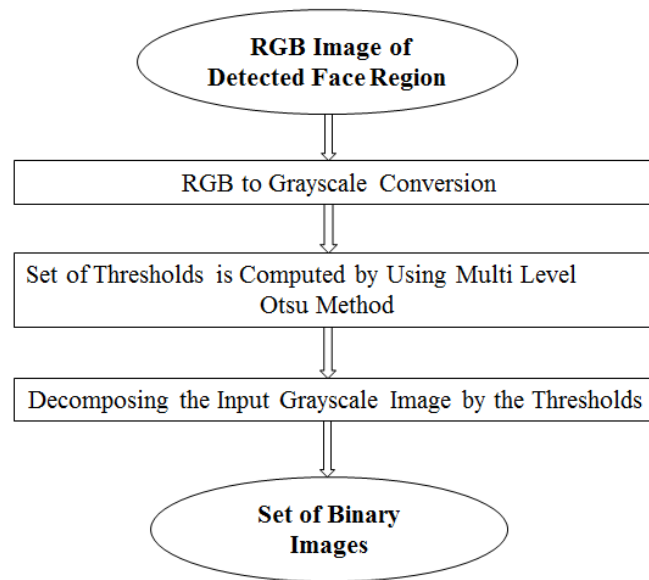 RGB Image of
Detected Face Region
RGB to Grayscale Conversion
Set of Thresholds is Computed by Using Multi Level
Otsu Method
Decomposing the Input Grayscale Image by the Thresholds
Set of Binary
Images